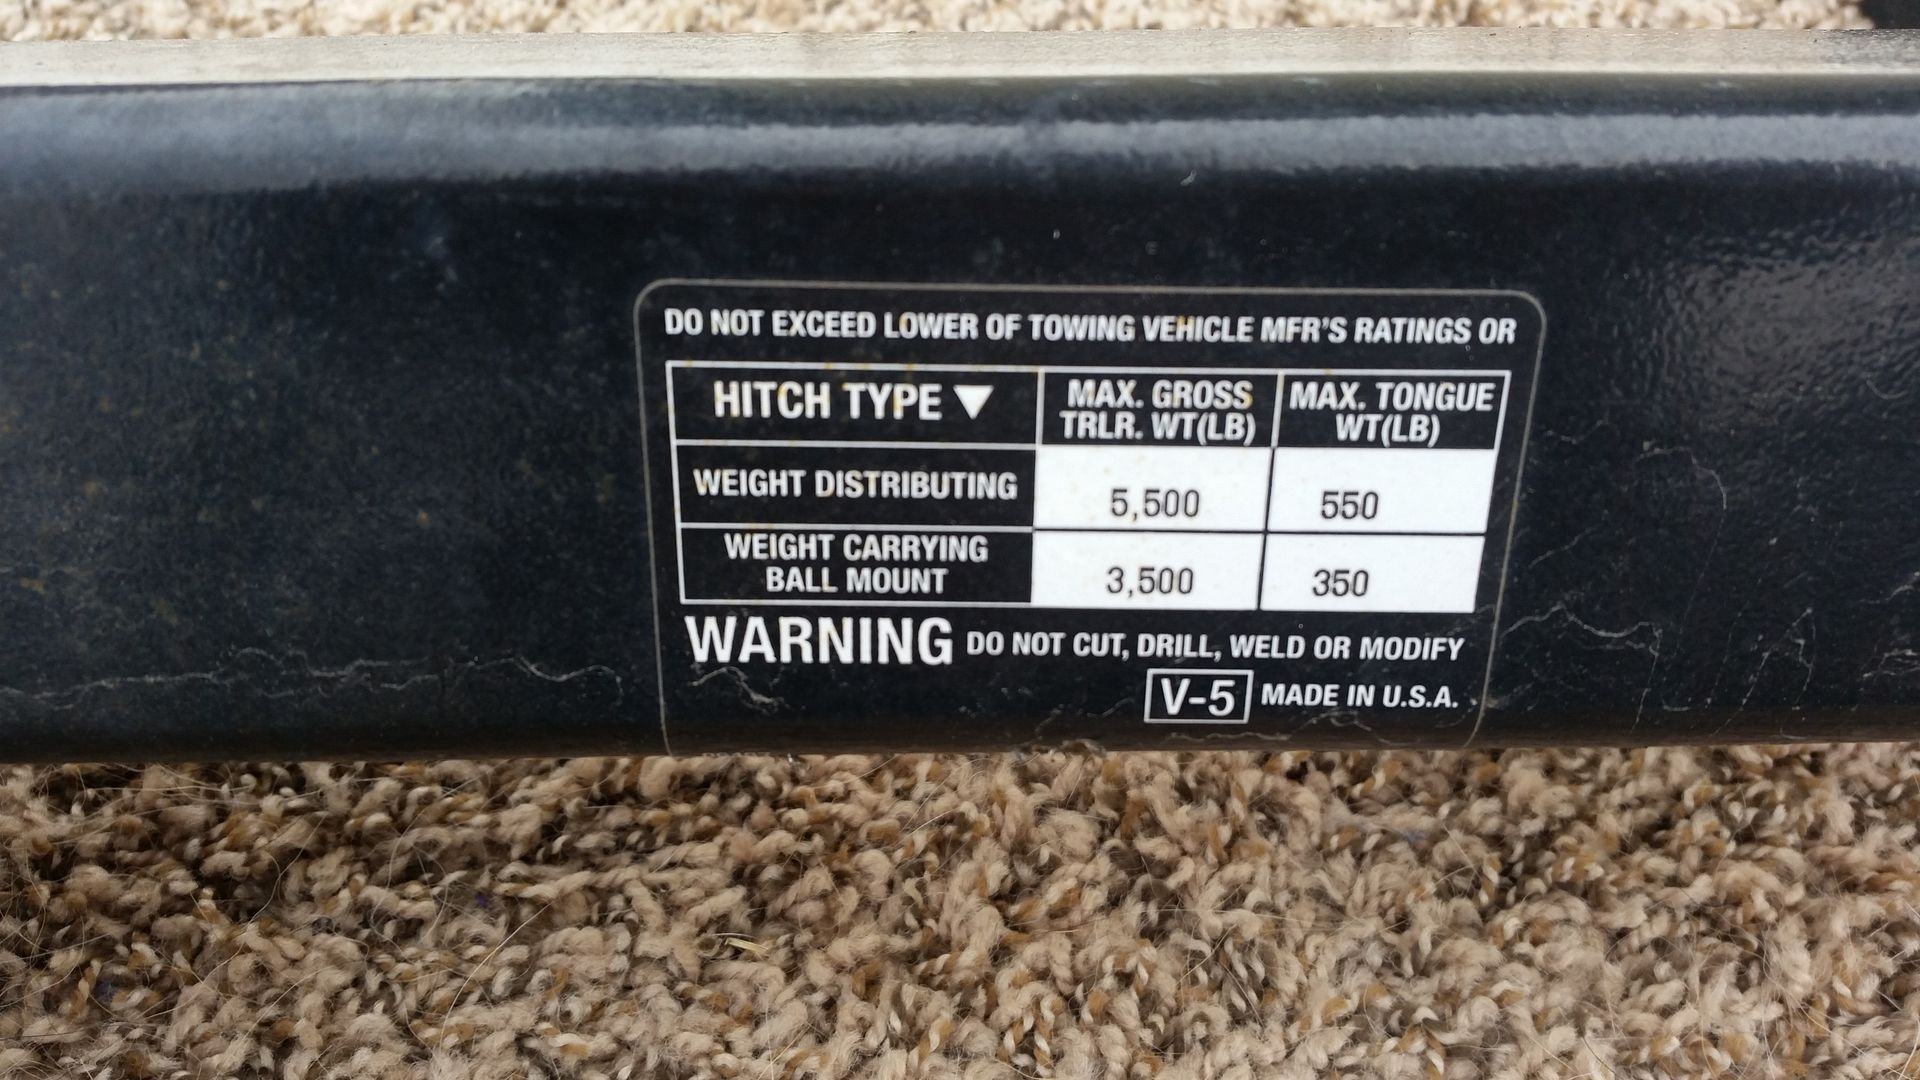 DO NOT EXCEED LOWER OF TOWING VEHICLE MFR'S RATINGS OR
HITCH TYPE ▼ MAX. GROSS TRLR. WT(LB) MAX. TONGUE WT(LB)
WEIGHT DISTRIBUTING 5,500 550
WEIGHT CARRYING BALL MOUNT 3,500 350
WARNING DO NOT CUT, DRILL, WELD OR MODIFY
V-5 MADE IN U.S.A.